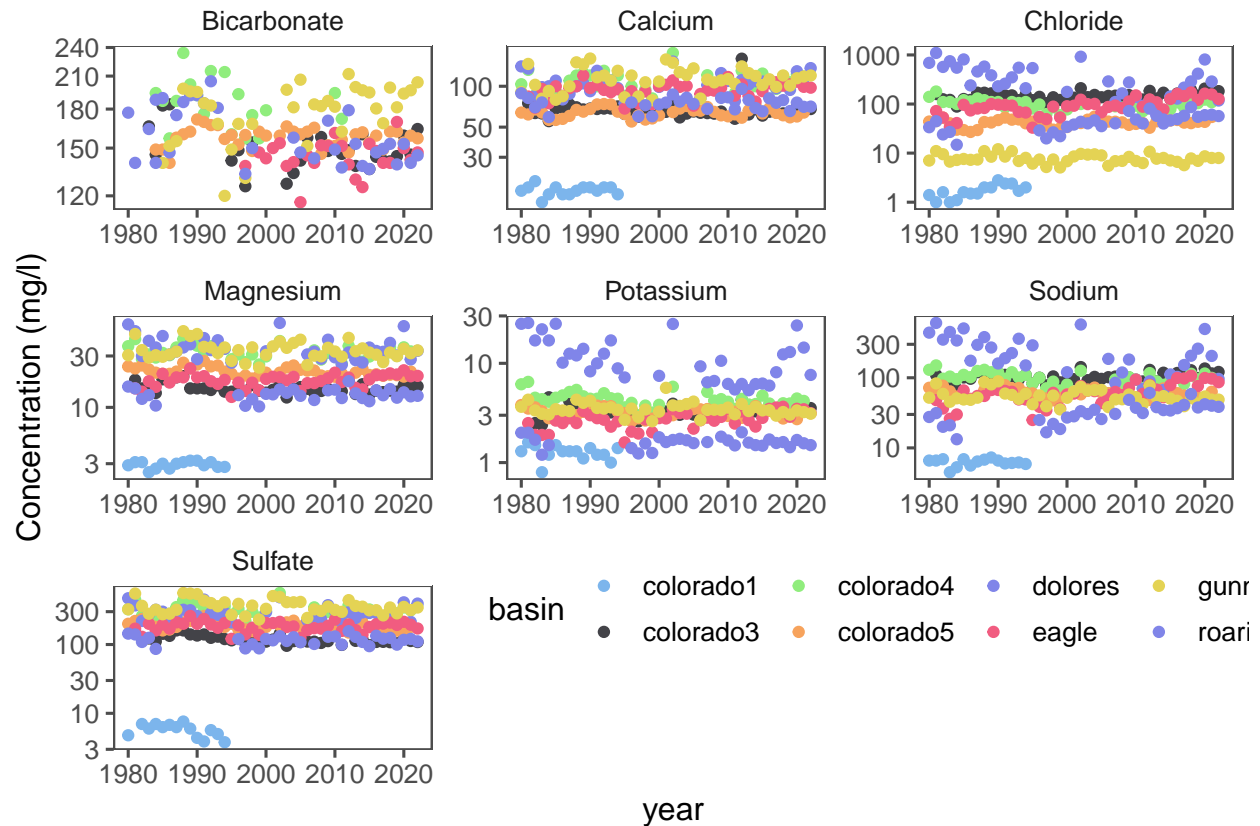 Bicarbonate Calcium Chloride
240 210 180 150 120
100 50 30
1000 100 10 1
1980 1990 2000 2010 2020 1980 1990 2000 2010 2020 1980 1990 2000 2010 2020
Concentration (mg/l)
Magnesium Potassium Sodium
30 10 3
30 10 3 1
300 100 30 10
1980 1990 2000 2010 2020 1980 1990 2000 2010 2020 1980 1990 2000 2010 2020
Sulfate
300 100 30 10 3
1980 1990 2000 2010 2020
basin
colorado1 colorado4 dolores gunn
colorado3 colorado5 eagle roari
year